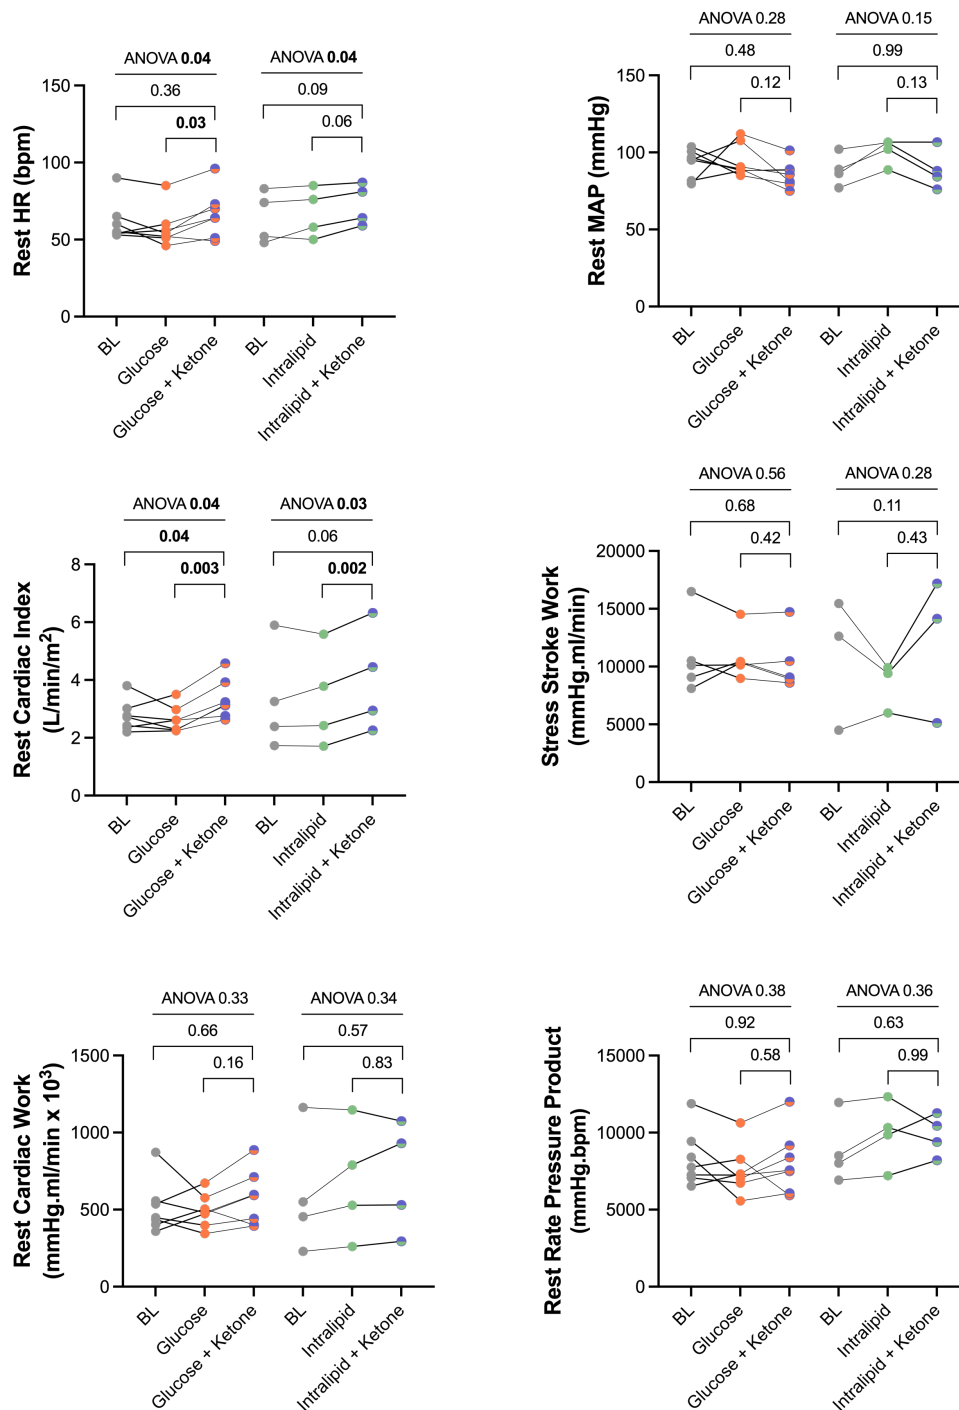 ANOVA 0.04
ANOVA 0.04
0.36
0.09
0.03
0.06
Rest HR (bpm)
150
100
50
0
BL
Glucose
Glucose + Ketone
BL
Intralipid
Intralipid + Ketone
ANOVA 0.28
ANOVA 0.15
0.48
0.99
0.12
0.13
Rest MAP (mmHg)
150
100
50
0
BL
Glucose
Glucose + Ketone
BL
Intralipid
Intralipid + Ketone
ANOVA 0.04
ANOVA 0.03
0.04
0.06
0.003
0.002
Rest Cardiac Index
(L/min/m²)
8
6
4
2
0
BL
Glucose
Glucose + Ketone
BL
Intralipid
Intralipid + Ketone
ANOVA 0.56
ANOVA 0.28
0.68
0.11
0.42
0.43
Stress Stroke Work
(mmHg.ml/min)
20000
15000
10000
5000
0
BL
Glucose
Glucose + Ketone
BL
Intralipid
Intralipid + Ketone
ANOVA 0.33
ANOVA 0.34
0.66
0.57
0.16
0.83
Rest Cardiac Work
(mmHg.ml/min x 10³)
1500
1000
500
0
BL
Glucose
Glucose + Ketone
BL
Intralipid
Intralipid + Ketone
ANOVA 0.38
ANOVA 0.36
0.92
0.63
0.58
0.99
Rest Rate Pressure Product
(mmHg.bpm)
15000
10000
5000
0
BL
Glucose
Glucose + Ketone
BL
Intralipid
Intralipid + Ketone